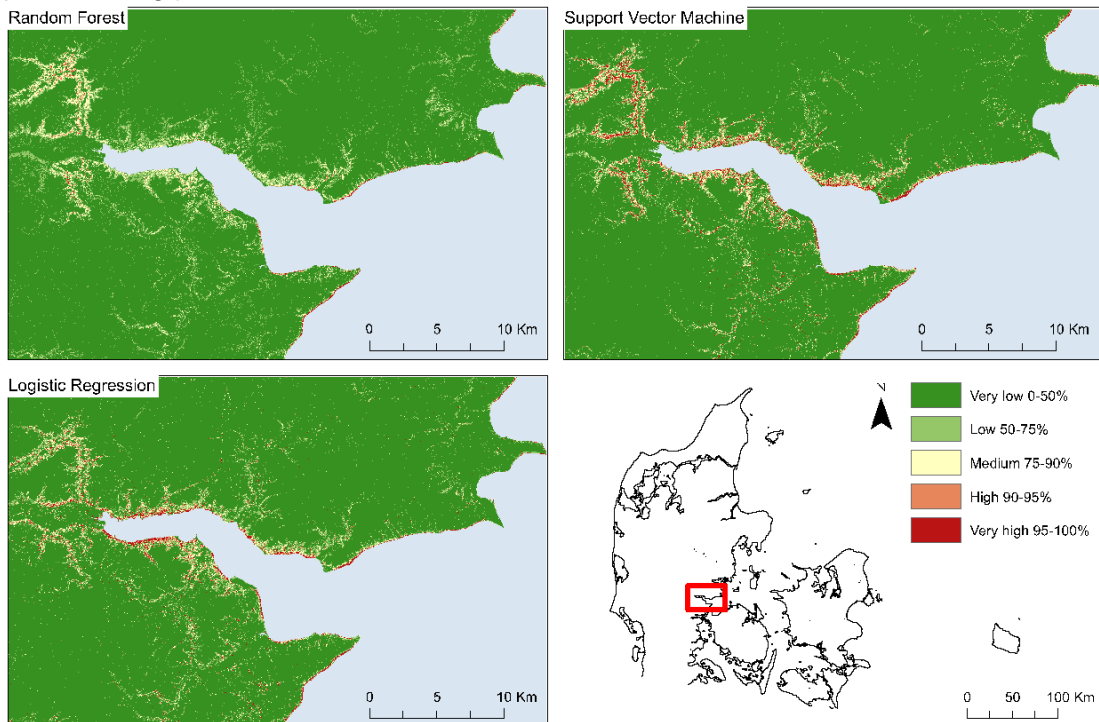 Random Forest
0 5 10 Km
Support Vector Machine
0 5 10 Km
Logistic Regression
0 5 10 Km
Very low 0-50%
Low 50-75%
Medium 75-90%
High 90-95%
Very high 95-100%
0 50 100 Km